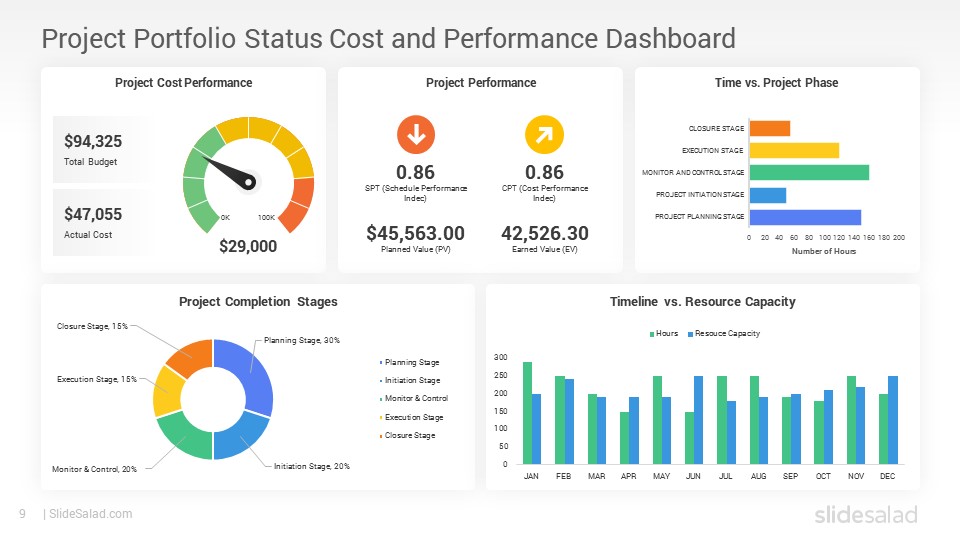 Project Portfolio Status Cost and Performance Dashboard
Project Cost Performance
$94,325
Total Budget
$47,055
Actual Cost
0K
100K
$29,000
Project Performance
0.86
SPT (Schedule Performance
Indec)
0.86
CPT (Cost Performance
Indec)
$45,563.00
Planned Value (PV)
42,526.30
Earned Value (EV)
Time vs. Project Phase
CLOSURE STAGE
EXECUTION STAGE
MONITOR AND CONTROL STAGE
PROJECT INTIATION STAGE
PROJECT PLANNING STAGE
0 20 40 60 80 100 120 140 160 180 200
Number of Hours
Project Completion Stages
Closure Stage, 15%
Planning Stage, 30%
Execution Stage, 15%
Monitor & Control, 20%
Initiation Stage, 20%
Planning Stage
Initiation Stage
Monitor & Control
Execution Stage
Closure Stage
Timeline vs. Resource Capacity
Hours
Resouce Capacity
300
250
200
150
100
50
0
JAN FEB MAR APR MAY JUN JUL AUG SEP OCT NOV DEC
9 | SlideSalad.com
slidesalad